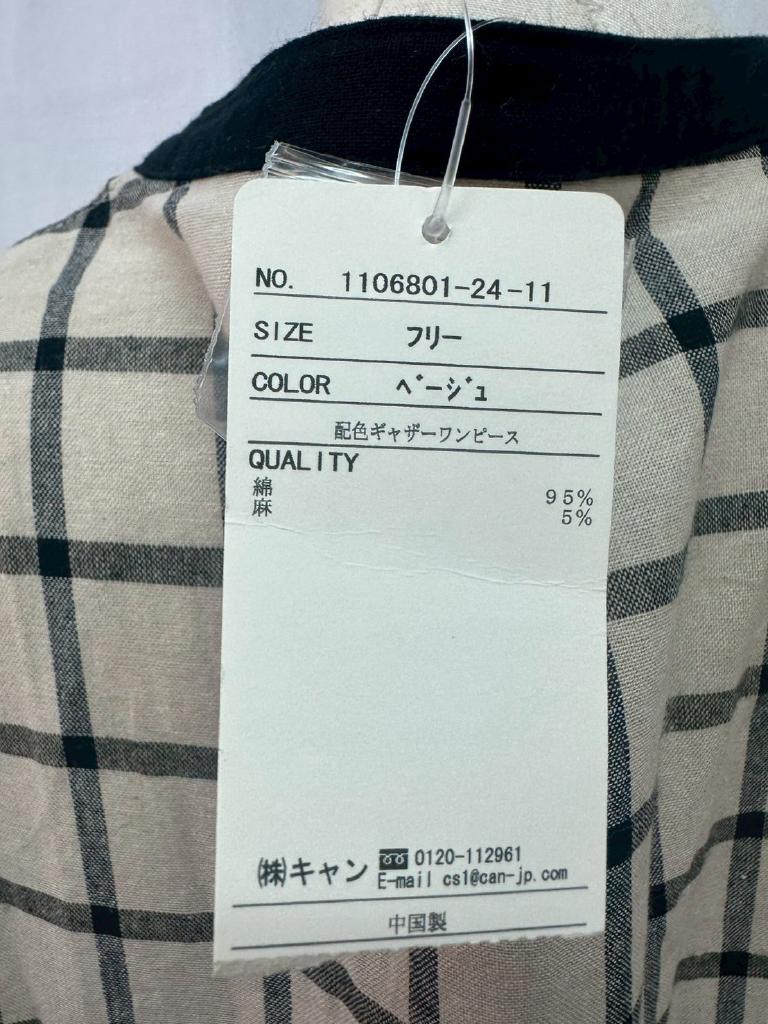 NO. 1106801-24-11
SIZE フリー
COLOR ベージュ
配色ギャザーワンピース
QUALITY
綿 95%
麻 5%
㈱キャン 0120-112961
E-mail cs1@can-jp.com
中国製